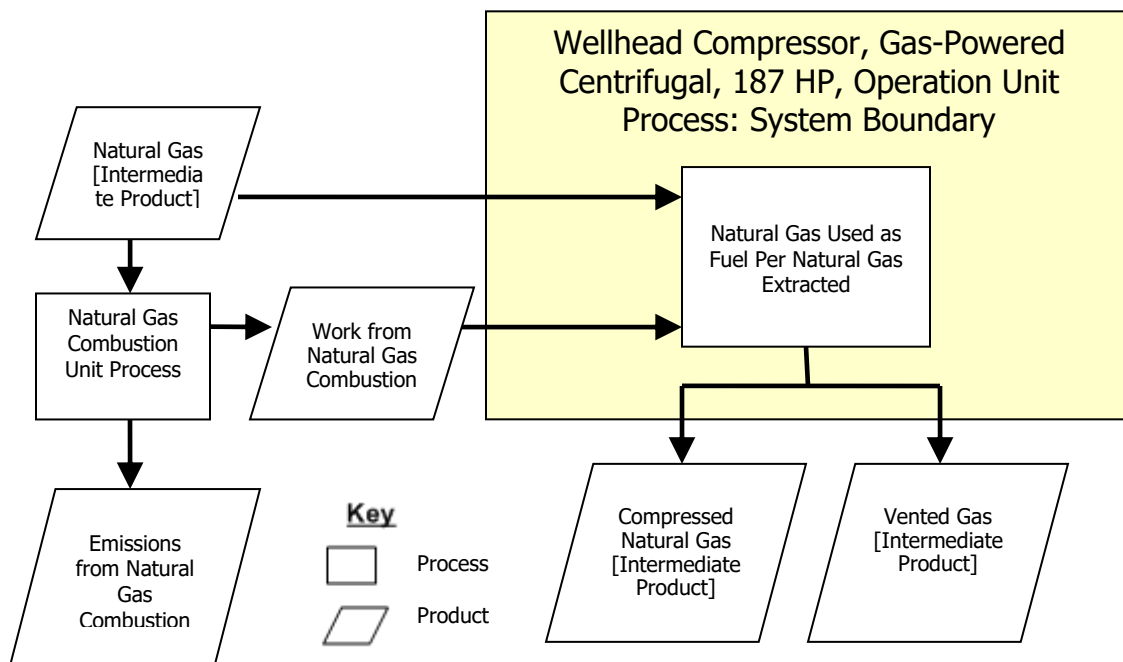 Wellhead Compressor, Gas-Powered
Centrifugal, 187 HP, Operation Unit
Process: System Boundary
Natural Gas
[Intermedia
te Product]
Natural Gas Used as
Fuel Per Natural Gas
Extracted
Natural Gas
Combustion
Unit Process
Work from
Natural Gas
Combustion
Emissions
from Natural
Gas
Combustion
Key
Process
Product
Compressed
Natural Gas
[Intermediate
Product]
Vented Gas
[Intermediate
Product]